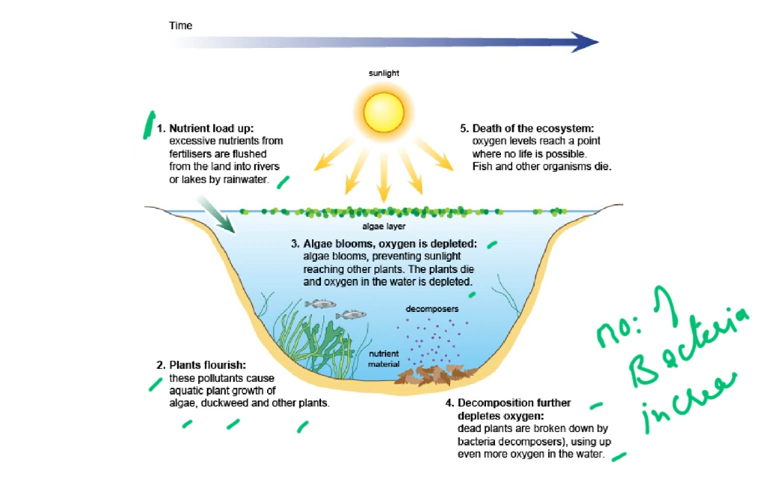 Time
sunlight
1. Nutrient load up:
excessive nutrients from
fertilisers are flushed
from the land into rivers
or lakes by rainwater.
5. Death of the ecosystem:
oxygen levels reach a point
where no life is possible.
Fish and other organisms die.
algae layer
3. Algae blooms, oxygen is depleted:
algae blooms, preventing sunlight
reaching other plants. The plants die
and oxygen in the water is depleted.
decomposers
nutrient
material
2. Plants flourish:
these pollutants cause
aquatic plant growth of
algae, duckweed and other plants.
4. Decomposition further
depletes oxygen:
dead plants are broken down by
bacteria decomposers), using up
even more oxygen in the water.
no: of
Bacteria
increa